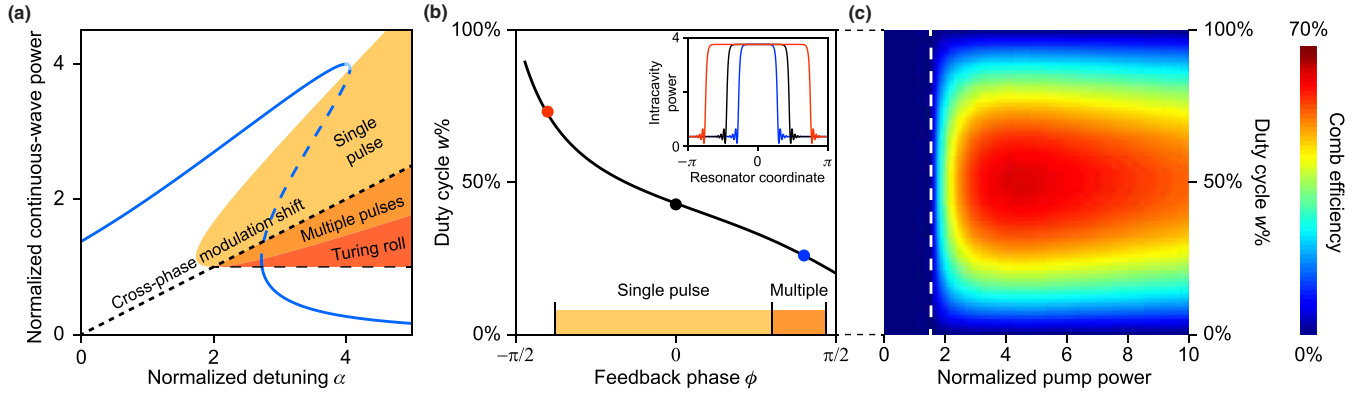 (a)
Normalized continuous-wave power
4
2
0
0
2
4
Normalized detuning α
Single
pulse
Cross-phase modulation shift
Multiple pulses
Turing roll
(b)
100%
50%
0%
Duty cycle w%
−π/2
0
π/2
Feedback phase ϕ
Single pulse
Multiple
4
0
Intracavity
power
−π
0
π
Resonator coordinate
(c)
100%
50%
0%
Duty cycle w%
0
2
4
6
8
10
Normalized pump power
70%
0%
Comb efficiency